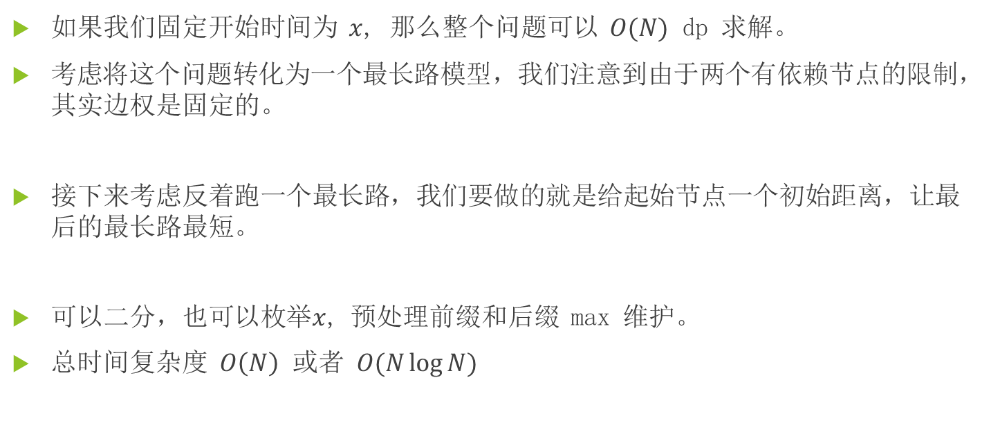 如果我们固定开始时间为 x, 那么整个问题可以 O(N) dp 求解。
考虑将这个问题转化为一个最长路模型，我们注意到由于两个有依赖节点的限制，
其实边权是固定的。
接下来考虑反着跑一个最长路，我们要做的就是给起始节点一个初始距离，让最
后的最长路最短。
可以二分，也可以枚举x, 预处理前缀和后缀 max 维护。
总时间复杂度 O(N) 或者 O(N log N)